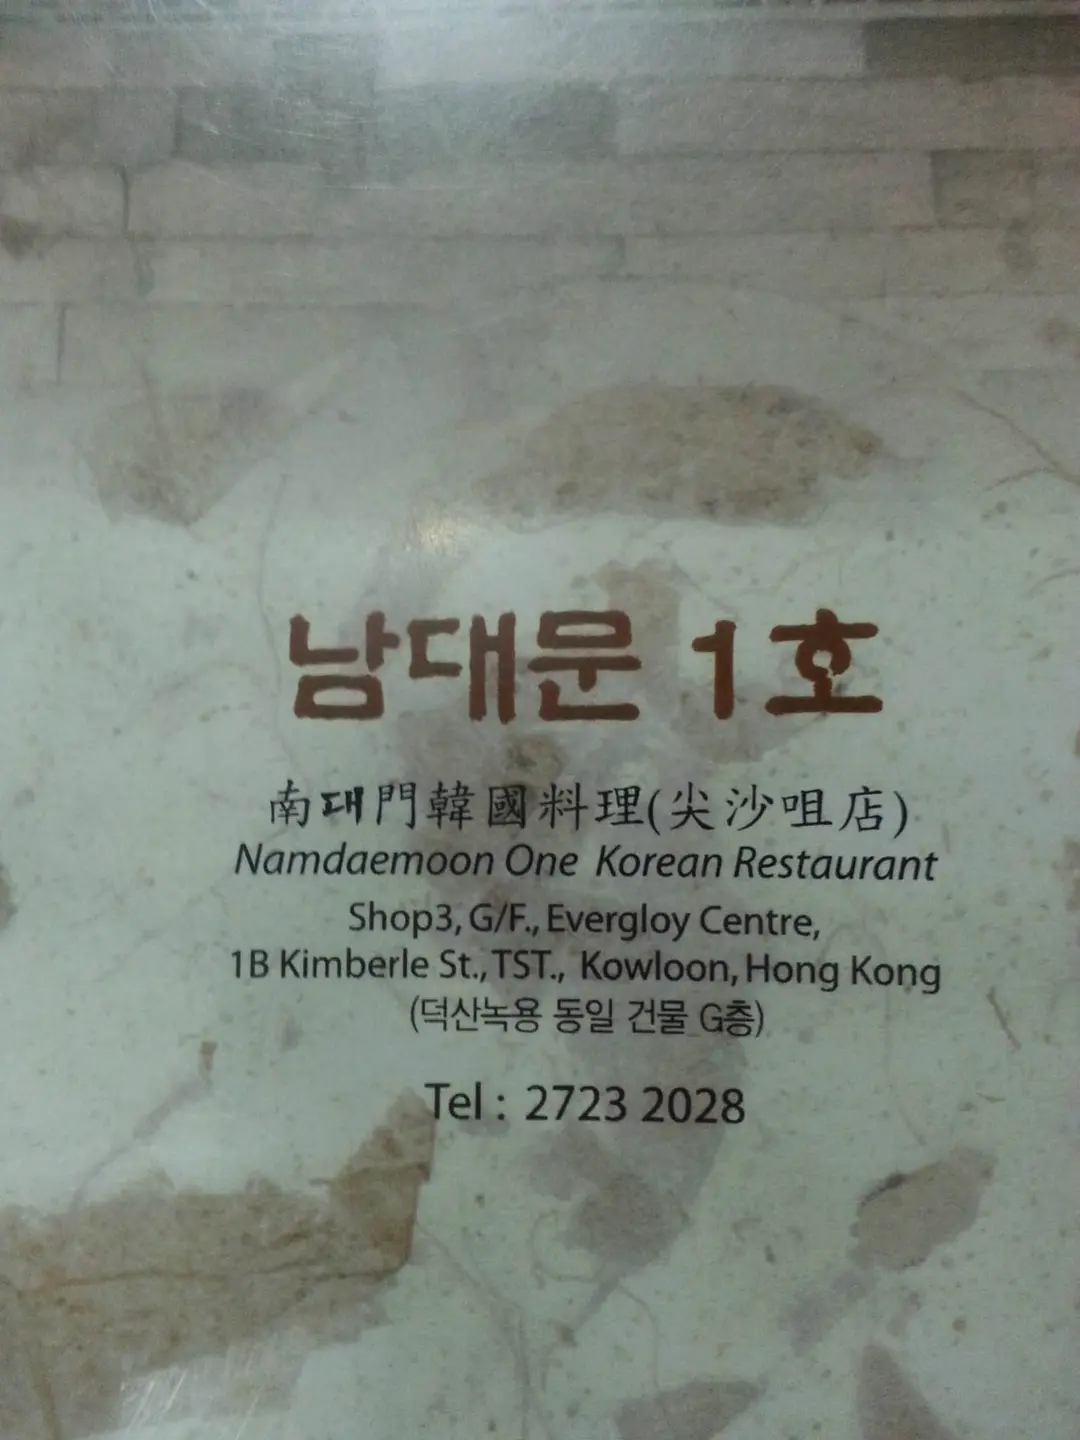 남대문 1호
南대門韓國料理(尖沙咀店)
Namdaemoon One Korean Restaurant
Shop3, G/F., Evergloy Centre,
1B Kimberle St., TST., Kowloon, Hong Kong
(덕산녹용 동일 건물 G층)
Tel : 2723 2028